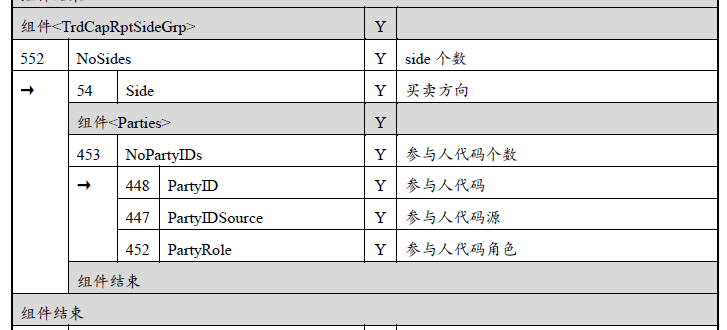 组件<TrdCapRptSideGrp> Y
552 NoSides Y side 个数
→ 54 Side Y 买卖方向
组件<Parties> Y
453 NoPartyIDs Y 参与人代码个数
→ 448 PartyID Y 参与人代码
447 PartyIDSource Y 参与人代码源
452 PartyRole Y 参与人代码角色
组件结束
组件结束